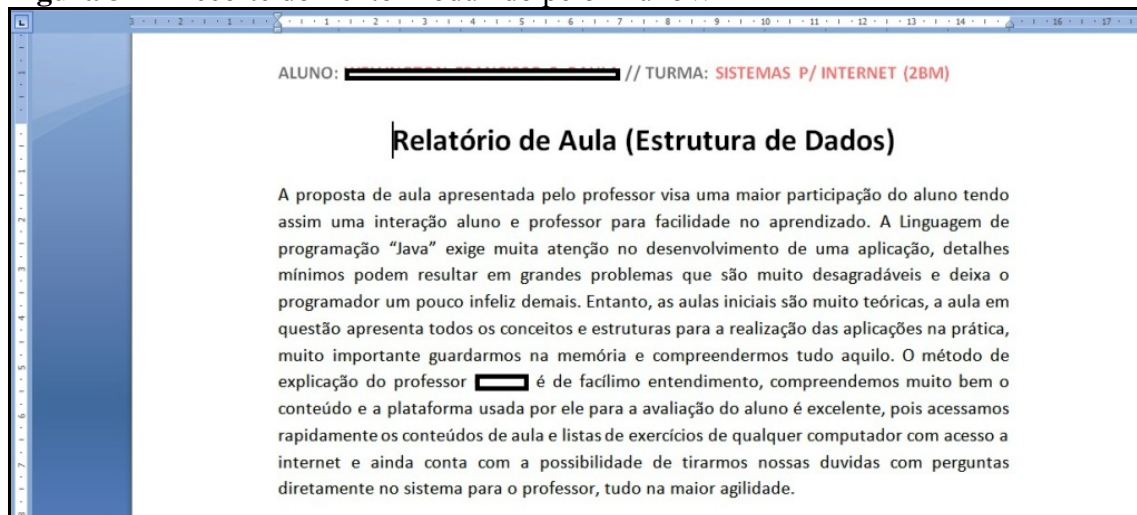 ALUNO: // TURMA: SISTEMAS P/ INTERNET (2BM)
Relatório de Aula (Estrutura de Dados)
A proposta de aula apresentada pelo professor visa uma maior participação do aluno tendo
assim uma interação aluno e professor para facilidade no aprendizado. A Linguagem de
programação “Java” exige muita atenção no desenvolvimento de uma aplicação, detalhes
mínimos podem resultar em grandes problemas que são muito desagradáveis e deixa o
programador um pouco infeliz demais. Entanto, as aulas iniciais são muito teóricas, a aula em
questão apresenta todos os conceitos e estruturas para a realização das aplicações na prática,
muito importante guardarmos na memória e compreendermos tudo aquilo. O método de
explicação do professor é de facílimo entendimento, compreendemos muito bem o
conteúdo e a plataforma usada por ele para a avaliação do aluno é excelente, pois acessamos
rapidamente os conteúdos de aula e listas de exercícios de qualquer computador com acesso a
internet e ainda conta com a possibilidade de tirarmos nossas duvidas com perguntas
diretamente no sistema para o professor, tudo na maior agilidade.